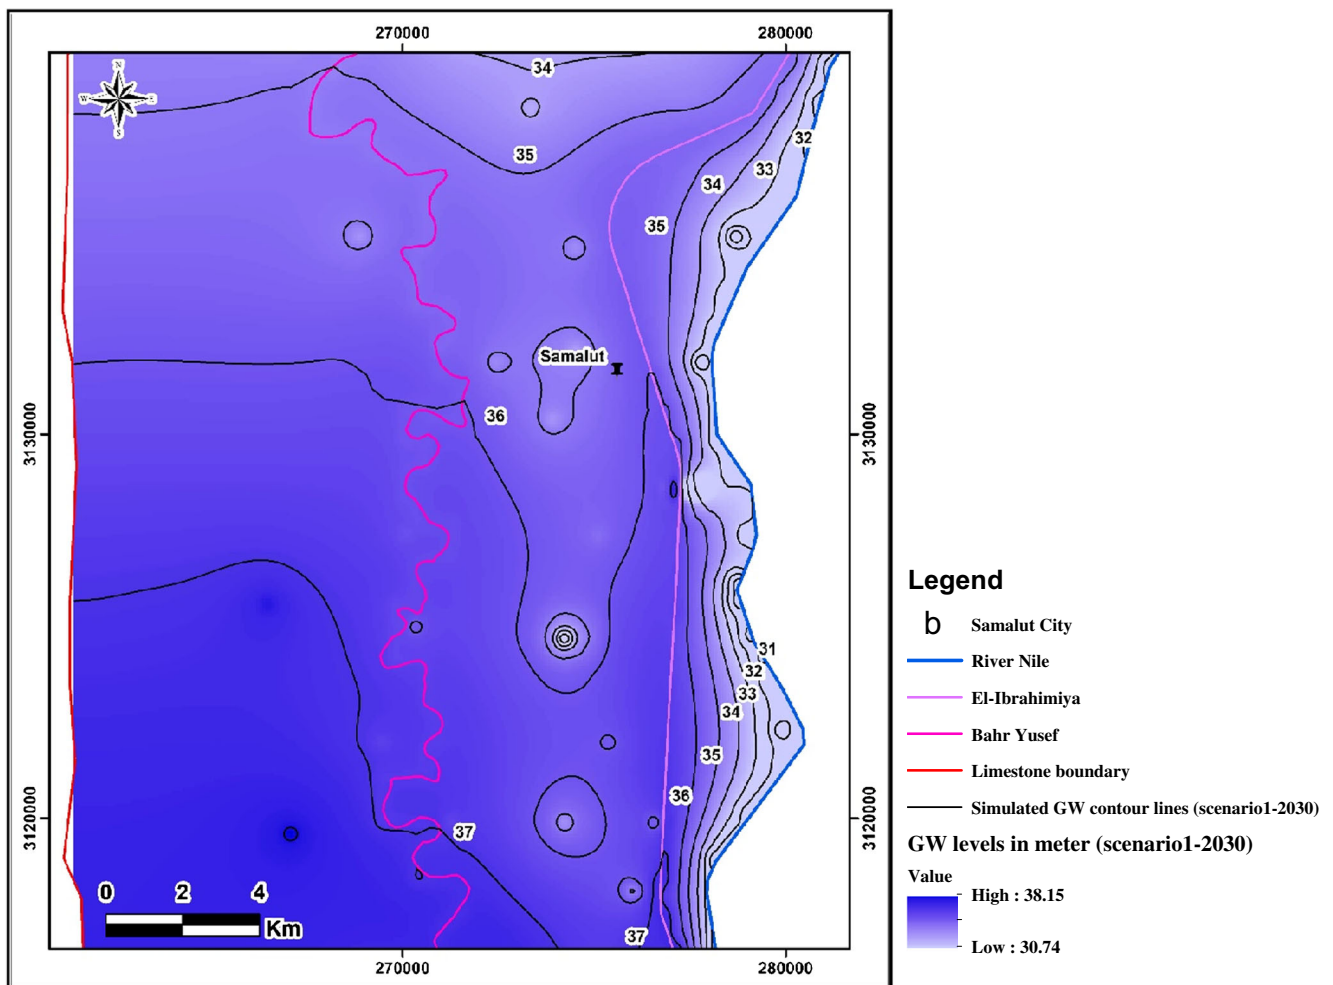 270000
280000
N
W
E
S
34
32
35
33
34
35
Samalut
36
3130000
3130000
31
32
33
34
35
36
37
3120000
3120000
0 2 4
Km
37
270000
280000
Legend
b Samalut City
River Nile
El-Ibrahimiya
Bahr Yusef
Limestone boundary
Simulated GW contour lines (scenario1-2030)
GW levels in meter (scenario1-2030)
Value
High : 38.15
Low : 30.74